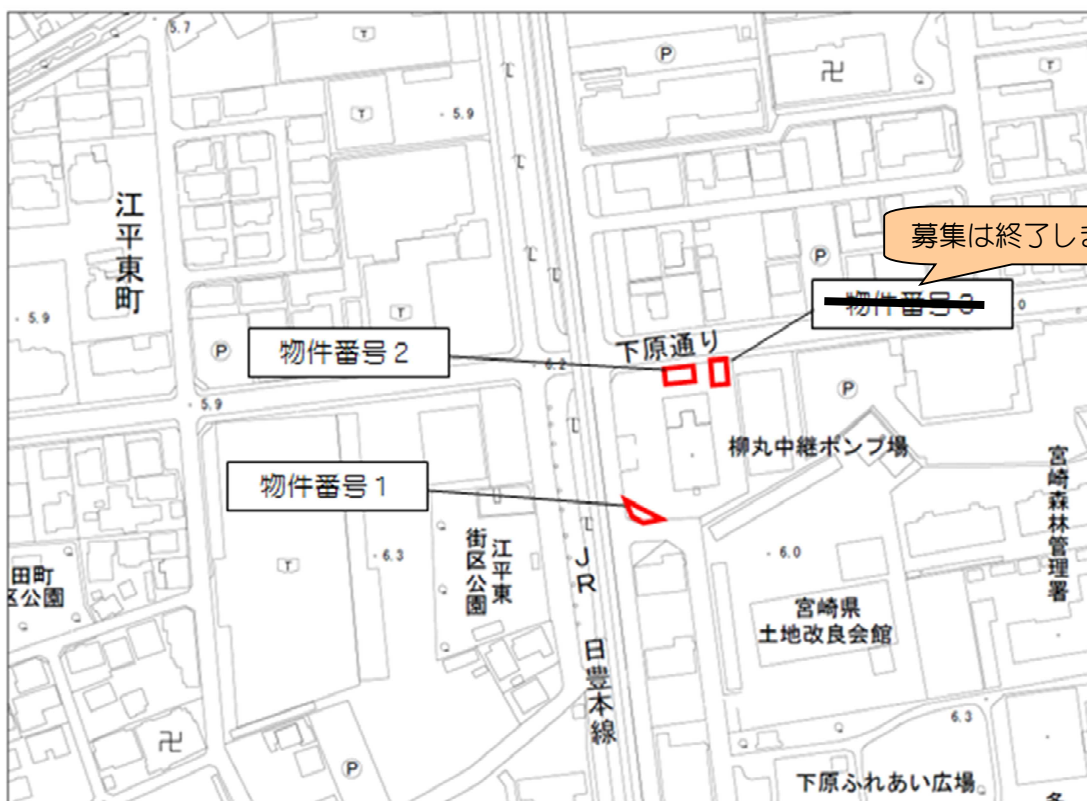 5.7
T
P
卍
T
T
5.9
江平東町
募集は終了しま
P
物件番号3
0
5.9
T
下原通り
物件番号2
P
6.2
5.9
P
柳丸中継ポンプ場
物件番号1
宮崎森林管理署
6.3
江平東
街区公園
JR日豊本線
6.0
T
田町
区公園
宮崎県
土地改良会館
6.3
卍
P
下原ふれあい広場